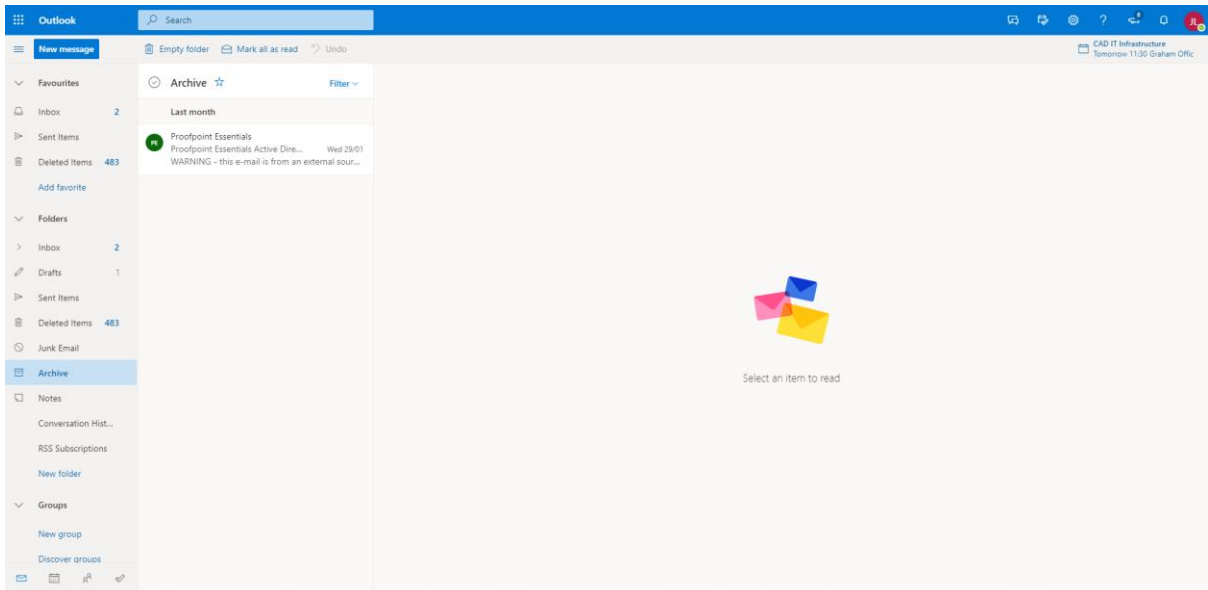 Outlook
Search
JL
New message
Empty folder Mark all as read Undo
CAD IT Infrastructure
Tomorrow 11:30 Graham Offic
Favourites
Inbox 2
Sent Items
Deleted Items 483
Add favorite
Folders
Inbox 2
Drafts 1
Sent Items
Deleted Items 483
Junk Email
Archive
Notes
Conversation Hist...
RSS Subscriptions
New folder
Groups
New group
Discover groups
Archive Filter
Last month
PE
Proofpoint Essentials
Proofpoint Essentials Active Dire... Wed 29/01
WARNING - this e-mail is from an external sour...
Select an item to read